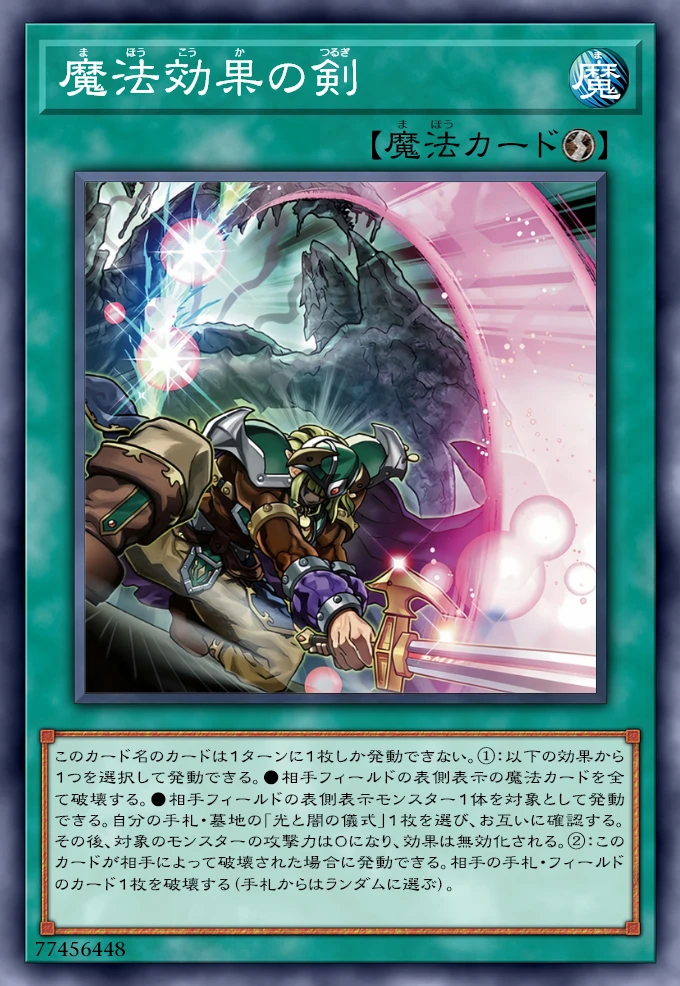 魔法効果の剣
魔
【魔法カード】
このカード名のカードは1ターンに1枚しか発動できない。①:以下の効果から
1つを選択して発動できる。●相手フィールドの表側表示の魔法カードを全
て破壊する。●相手フィールドの表側表示モンスター1体を対象として発動
できる。自分の手札・墓地の「光と闇の儀式」1枚を選び、お互いに確認する。
その後、対象のモンスターの攻撃力は0になり、効果は無効化される。②:この
カードが相手によって破壊された場合に発動できる。相手の手札・フィールド
のカード1枚を破壊する(手札からはランダムに選ぶ)。
77456448